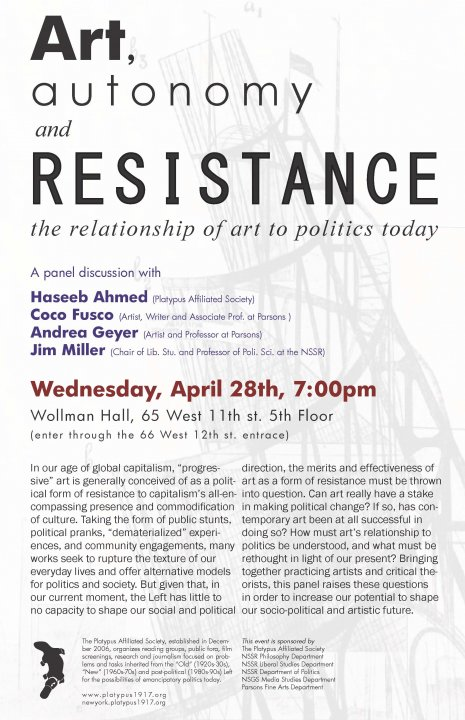 Art,
autonomy
and
RESISTANCE
the relationship of art to politics today
A panel discussion with
Haseeb Ahmed (Platypus Affiliated Society)
Coco Fusco (Artist, Writer and Associate Prof. at Parsons )
Andrea Geyer (Artist and Professor at Parsons)
Jim Miller (Chair of Lib. Stu. and Professor of Poli. Sci. at the NSSR)
Wednesday, April 28th, 7:00pm
Wollman Hall, 65 West 11th st. 5th Floor
(enter through the 66 West 12th st. entrace)
In our age of global capitalism, “progres-
sive” art is generally conceived of as a polit-
ical form of resistance to capitalism’s all-en-
compassing presence and commodification
of culture. Taking the form of public stunts,
political pranks, “dematerialized” experi-
ences, and community engagements, many
works seek to rupture the texture of our
everyday lives and offer alternative models
for politics and society. But given that, in
our current moment, the Left has little to
no capacity to shape our social and political
direction, the merits and effectiveness of
art as a form of resistance must be thrown
into question. Can art really have a stake
in making political change? If so, has con-
temporary art been at all successful in
doing so? How must art’s relationship to
politics be understood, and what must be
rethought in light of our present? Bringing
together practicing artists and critical the-
orists, this panel raises these questions
in order to increase our potential to shape
our socio-political and artistic future.
The Platypus Affiliated Society, established in Decem-
ber 2006, organizes reading groups, public fora, film
screenings, research and journalism focused on prob-
lems and tasks inherited from the “Old” (1920s-30s),
“New” (1960s-70s) and post-political (1980s-90s) Left
for the possibilities of emancipatory politics today.
www.platypus1917.org
newyork.platypus1917.org
This event is sponsored by
The Platypus Affiliated Society
NSSR Philosophy Department
NSSR Liberal Studies Department
NSSR Department of Politics
NSGS Media Studies Department
Parsons Fine Arts Department